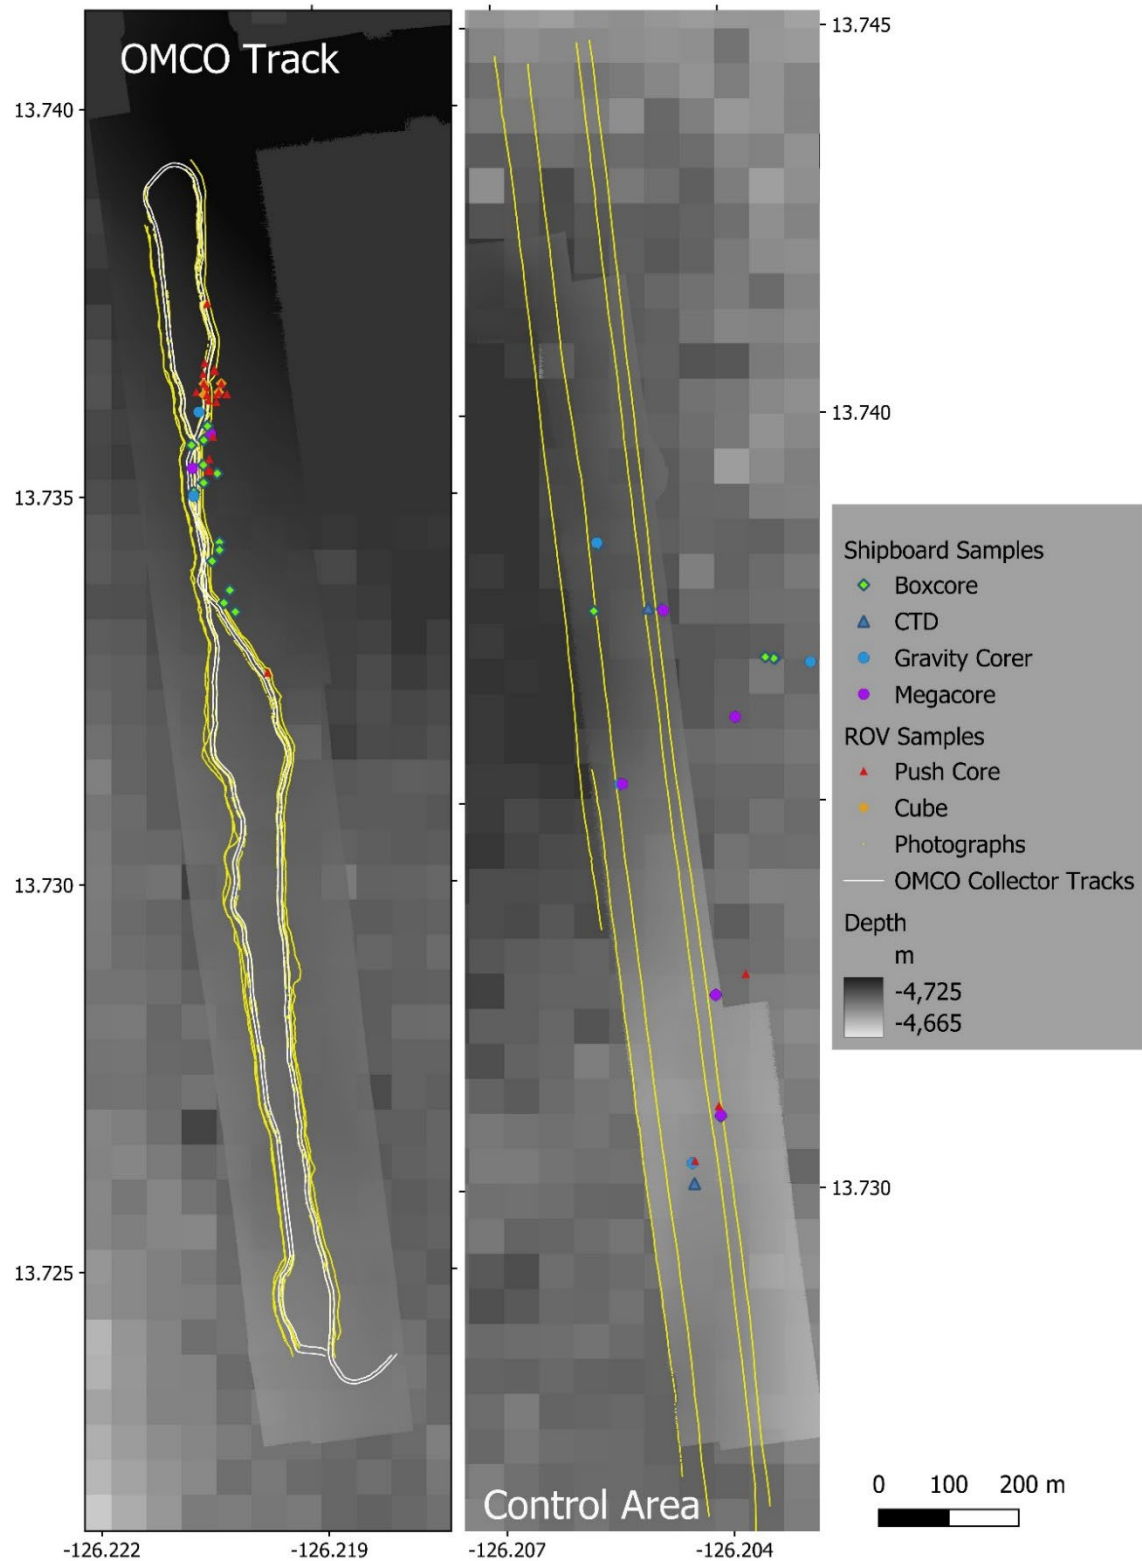 OMCO Track
13.740
13.735
13.730
13.725
-126.222
-126.219
Control Area
-126.207
-126.204
13.745
13.740
13.730
Shipboard Samples
Boxcore
CTD
Gravity Corer
Megacore
ROV Samples
Push Core
Cube
Photographs
OMCO Collector Tracks
Depth
m
-4,725
-4,665
0 100 200 m